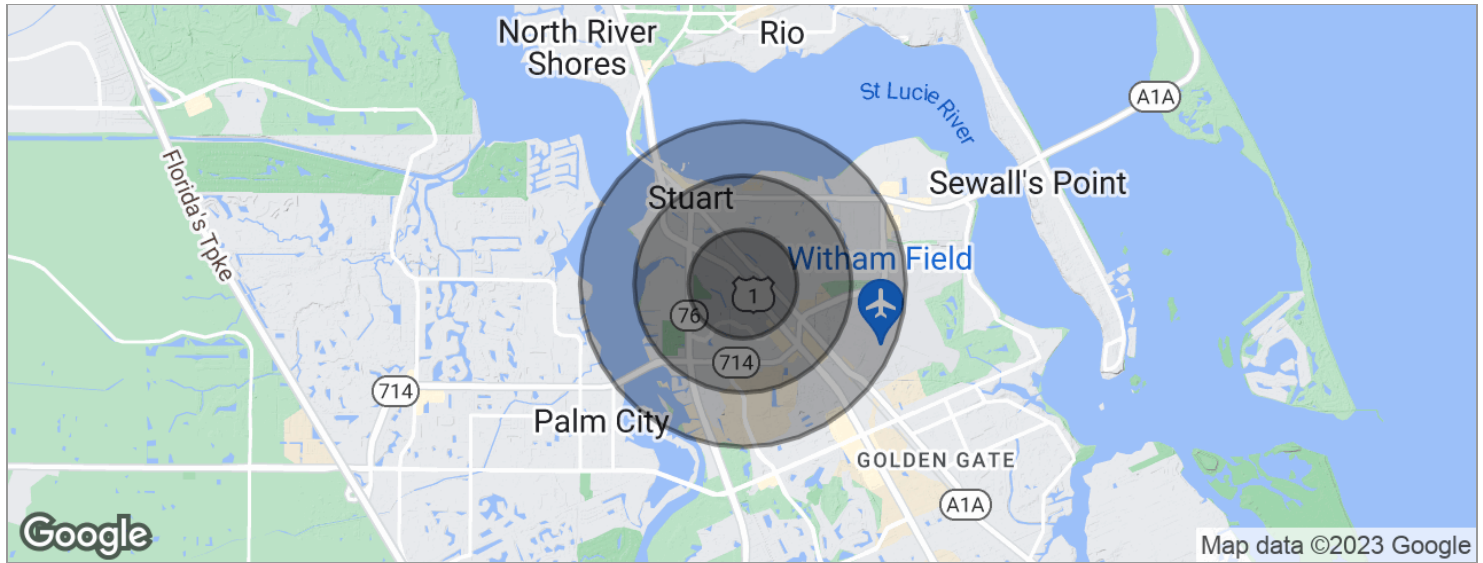 North River
Shores
Rio
St Lucie River
A1A
Florida's Tpke
Sewall's Point
Stuart
Witham Field
1
76
714
714
Palm City
GOLDEN GATE
A1A
Google
Map data ©2023 Google